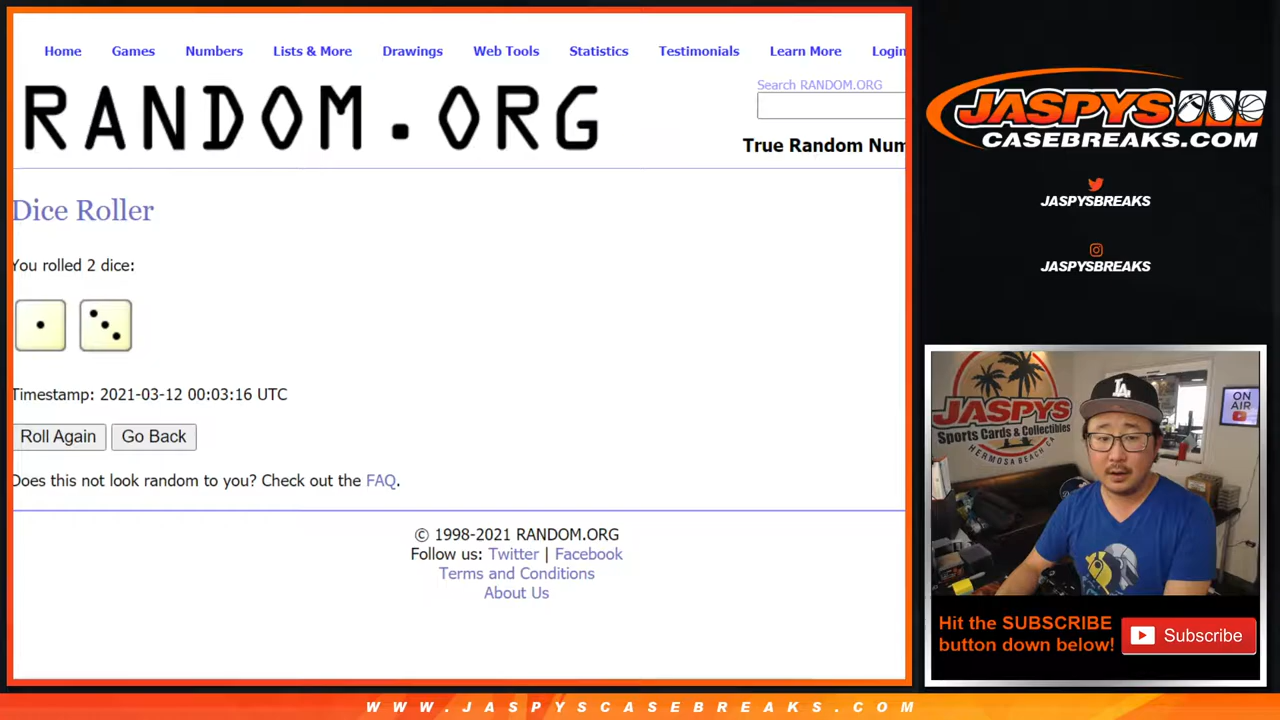 Home Games Numbers Lists & More Drawings Web Tools Statistics Testimonials Learn More Login
RANDOM.ORG
Search RANDOM.ORG
True Random Num
Dice Roller
You rolled 2 dice:
Timestamp: 2021-03-12 00:03:16 UTC
Roll Again Go Back
Does this not look random to you? Check out the FAQ.
© 1998-2021 RANDOM.ORG
Follow us: Twitter | Facebook
Terms and Conditions
About Us
JASPYS
CASEBREAKS.COM
JASPYSBREAKS
JASPYSBREAKS
JASPYS
Sports Cards & Collectibles
HERMOSA BEACH CA
LA
ON
AIR
Hit the SUBSCRIBE
button down below!
Subscribe
WWW.JASPYSCASEBREAKS.COM